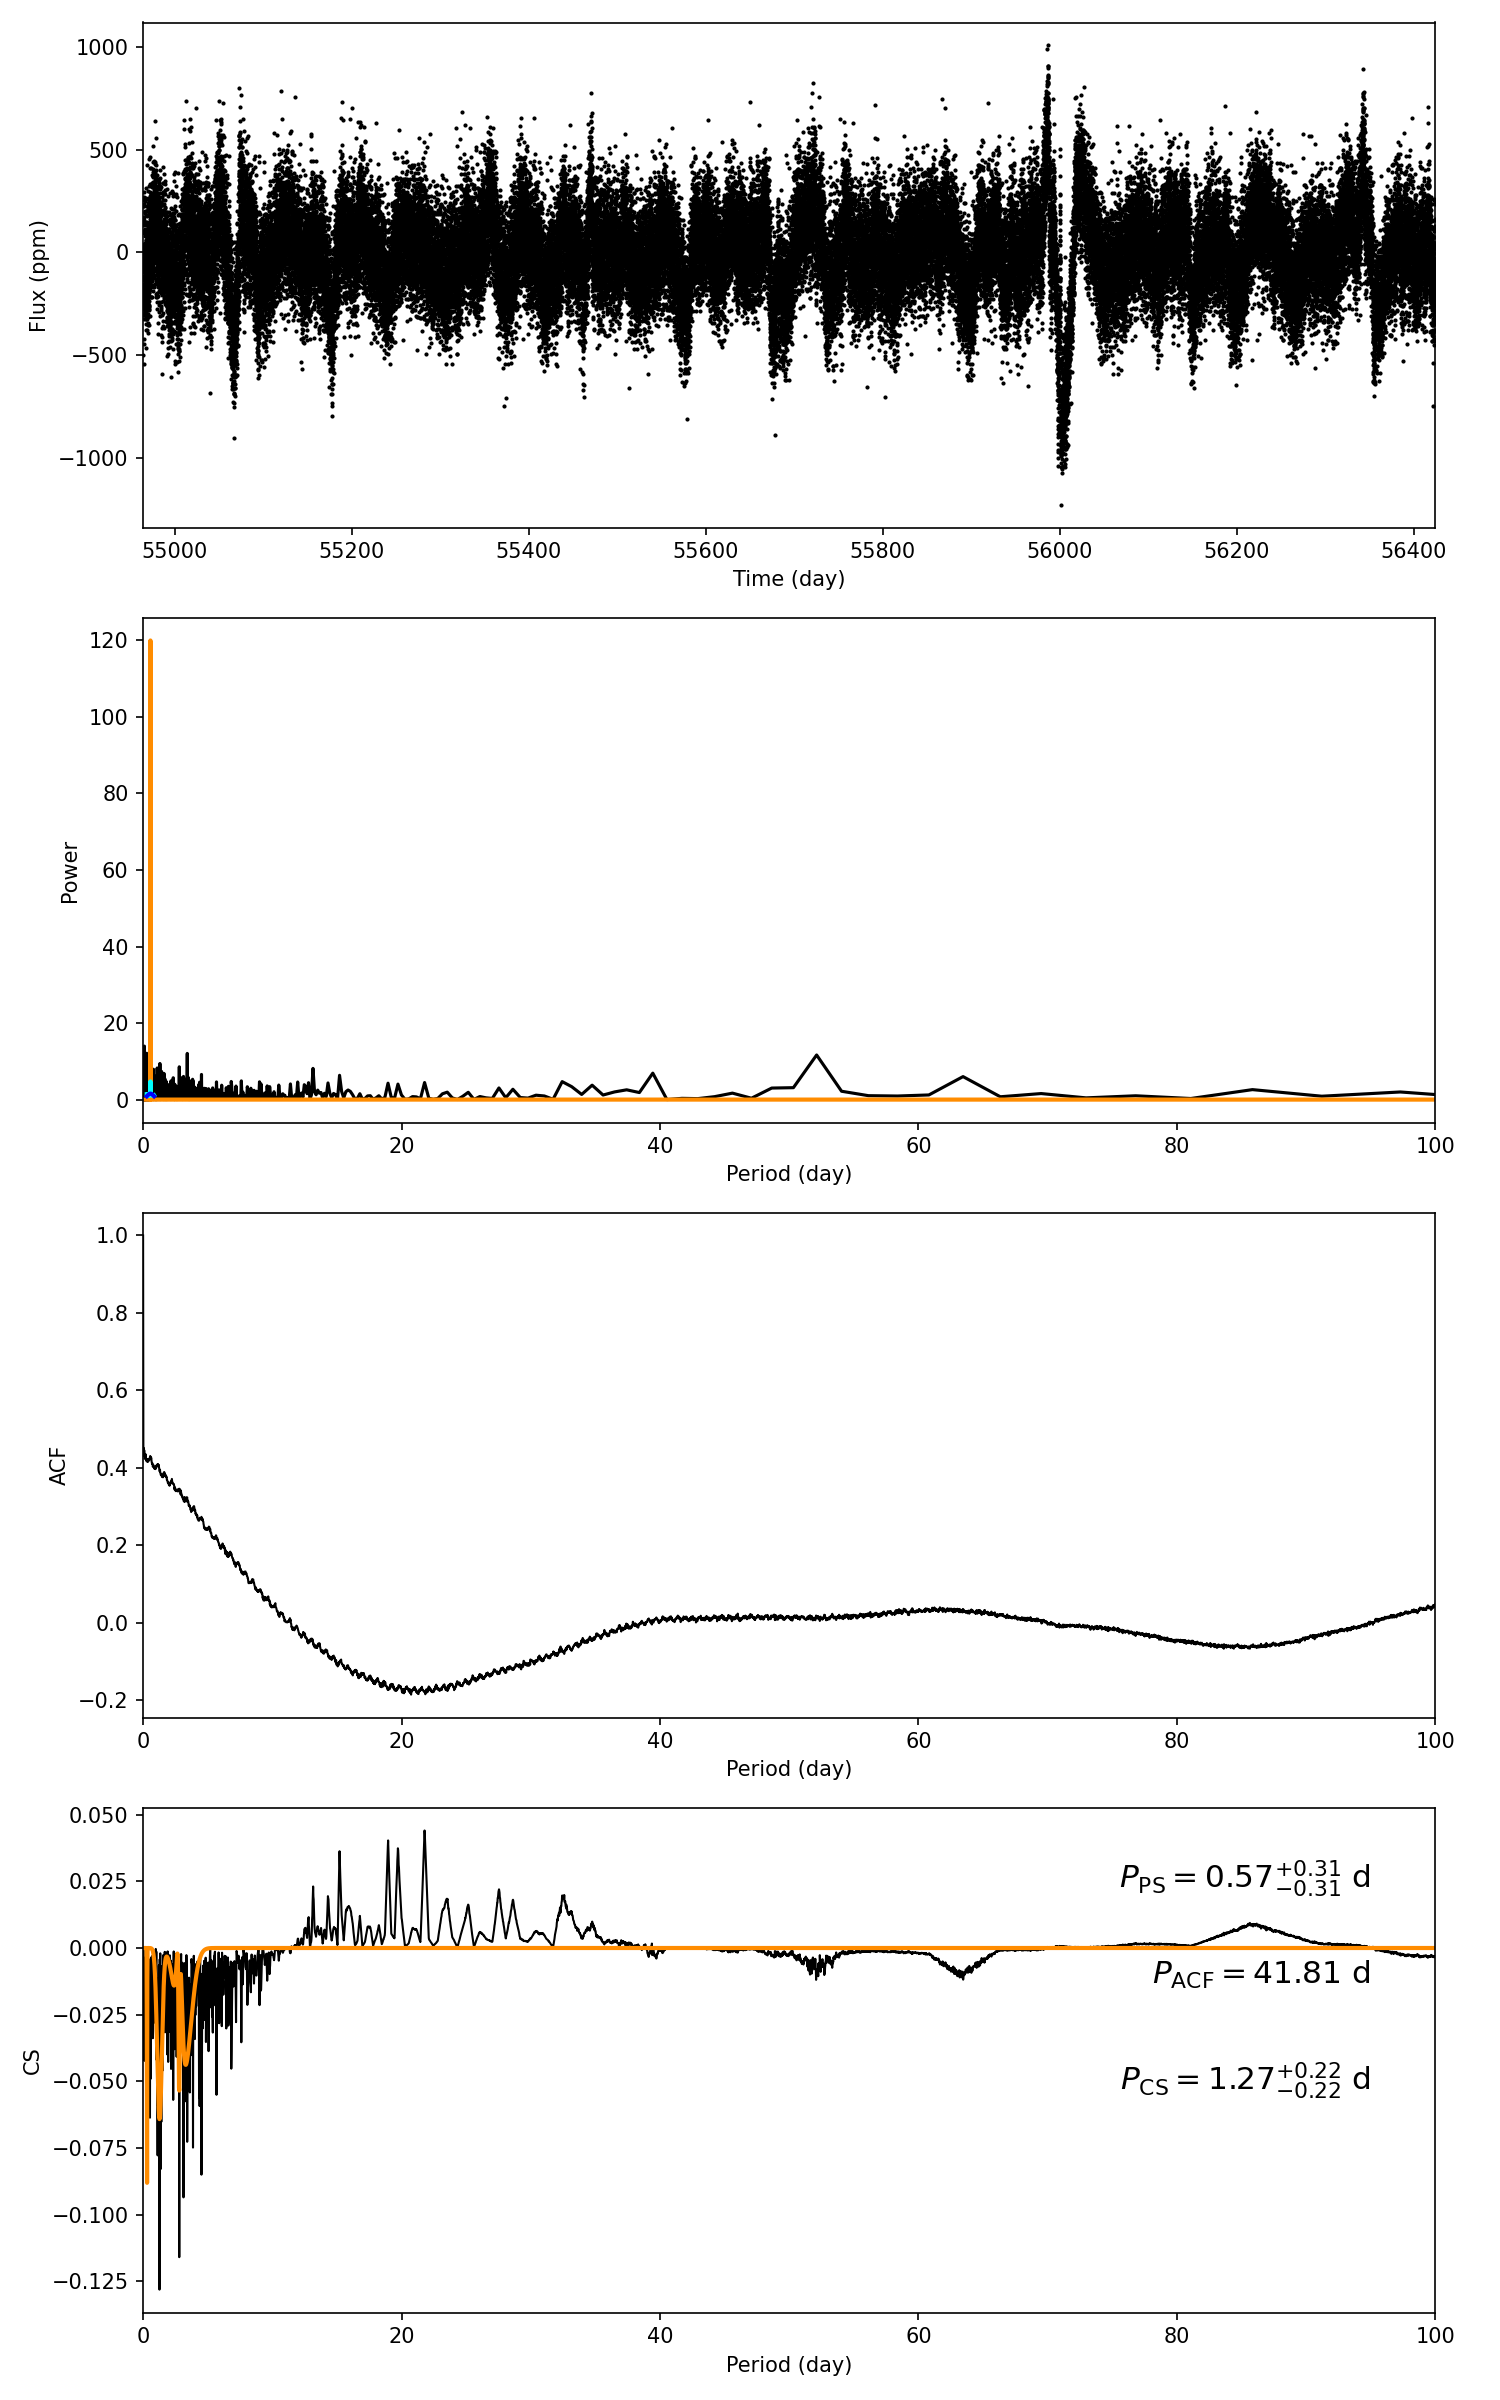 1000
500
0
−500
−1000
Flux (ppm)
55000 55200 55400 55600 55800 56000 56200 56400
Time (day)
120
100
80
60
40
20
0
Power
0 20 40 60 80 100
Period (day)
1.0
0.8
0.6
0.4
0.2
0.0
−0.2
ACF
0 20 40 60 80 100
Period (day)
0.050
0.025
0.000
−0.025
−0.050
−0.075
−0.100
−0.125
CS
P_PS = 0.57^{+0.31}_{−0.31} d
P_ACF = 41.81 d
P_CS = 1.27^{+0.22}_{−0.22} d
0 20 40 60 80 100
Period (day)